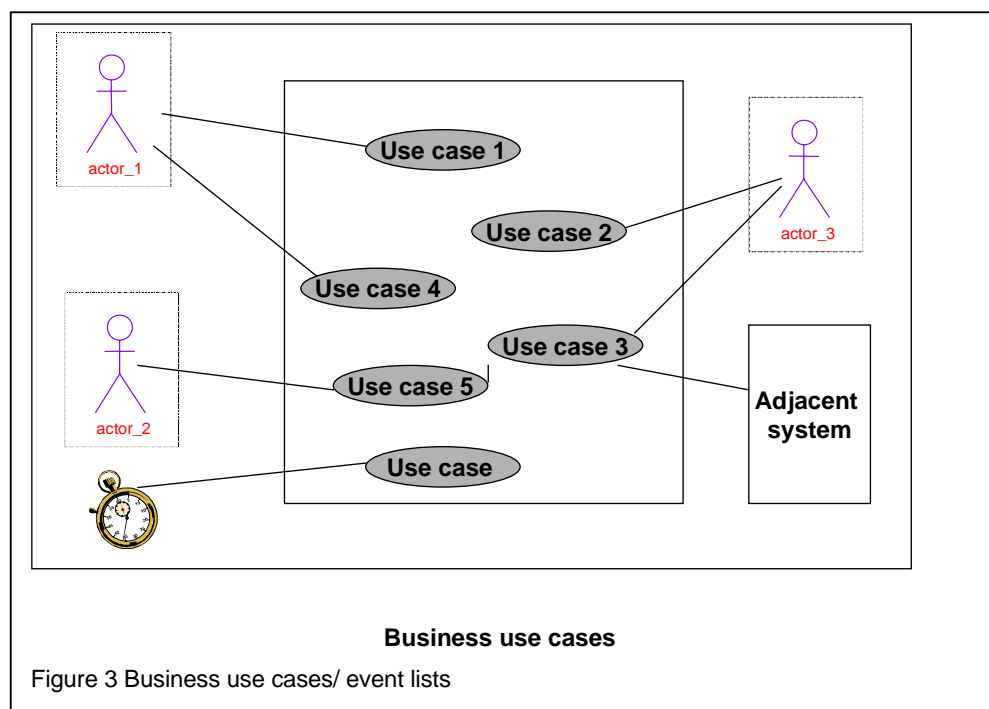 actor_1
Use case 1
Use case 2
actor_3
Use case 4
Use case 3
Use case 5
actor_2
Adjacent
system
Use case
Business use cases
Figure 3 Business use cases/ event lists